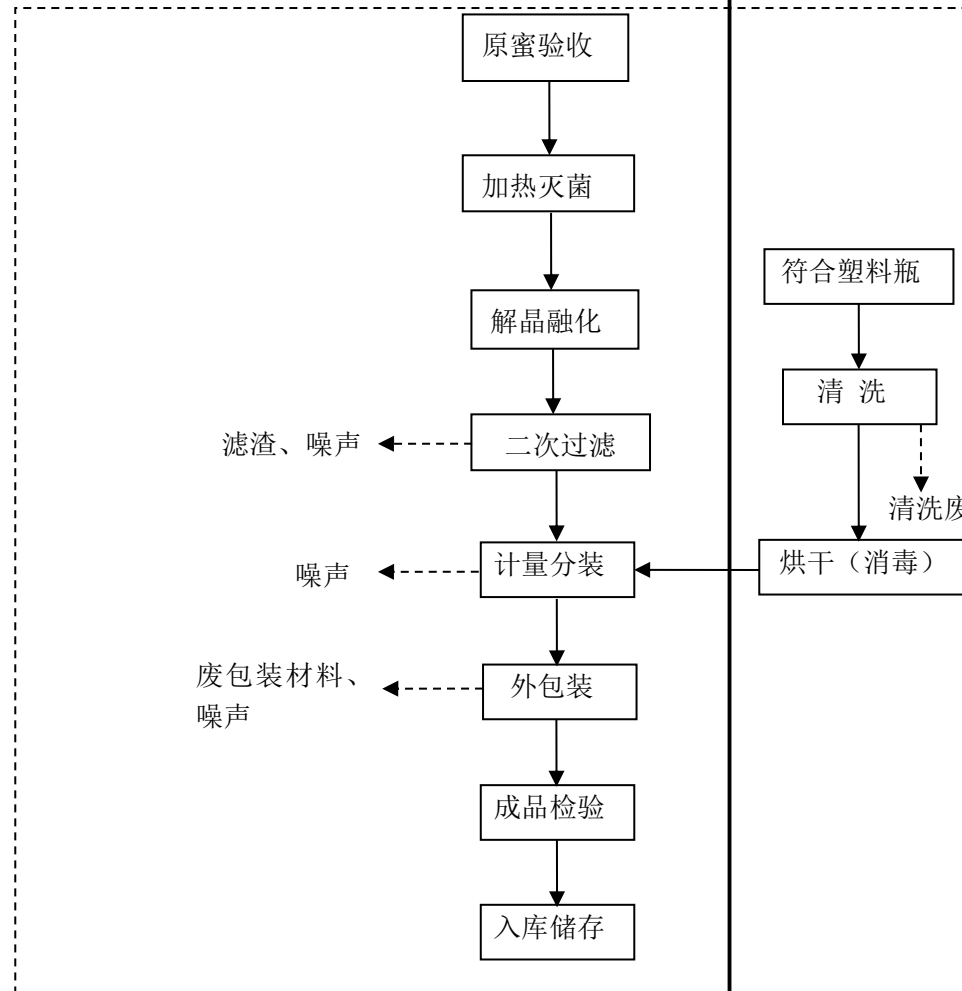 原蜜验收
加热灭菌
解晶融化
滤渣、噪声
二次过滤
噪声
计量分装
废包装材料、
噪声
外包装
成品检验
入库储存
符合塑料瓶
清 洗
清洗废
烘干（消毒）